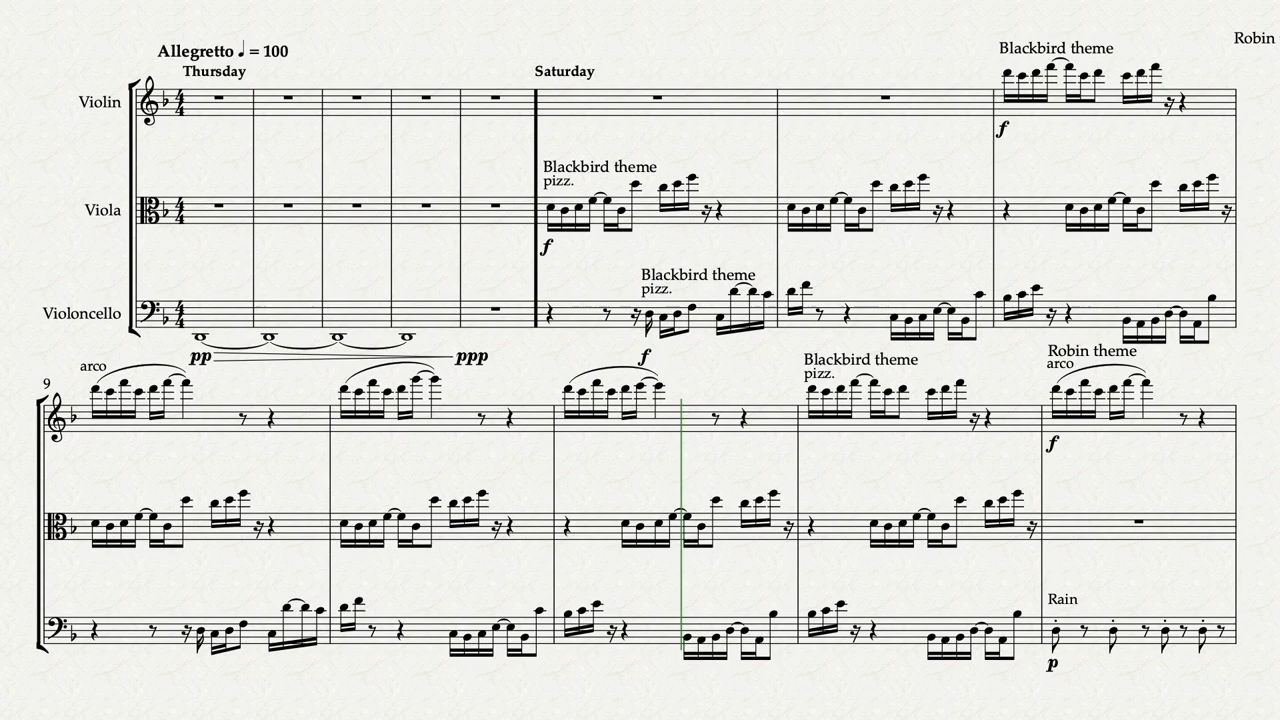 Robin
Allegretto ♩ = 100
Thursday
Saturday
Blackbird theme
Violin
f
Blackbird theme
pizz.
Viola
f
Blackbird theme
pizz.
Violoncello
pp
ppp
f
9
arco
Blackbird theme
pizz.
Robin theme
arco
f
Rain
p